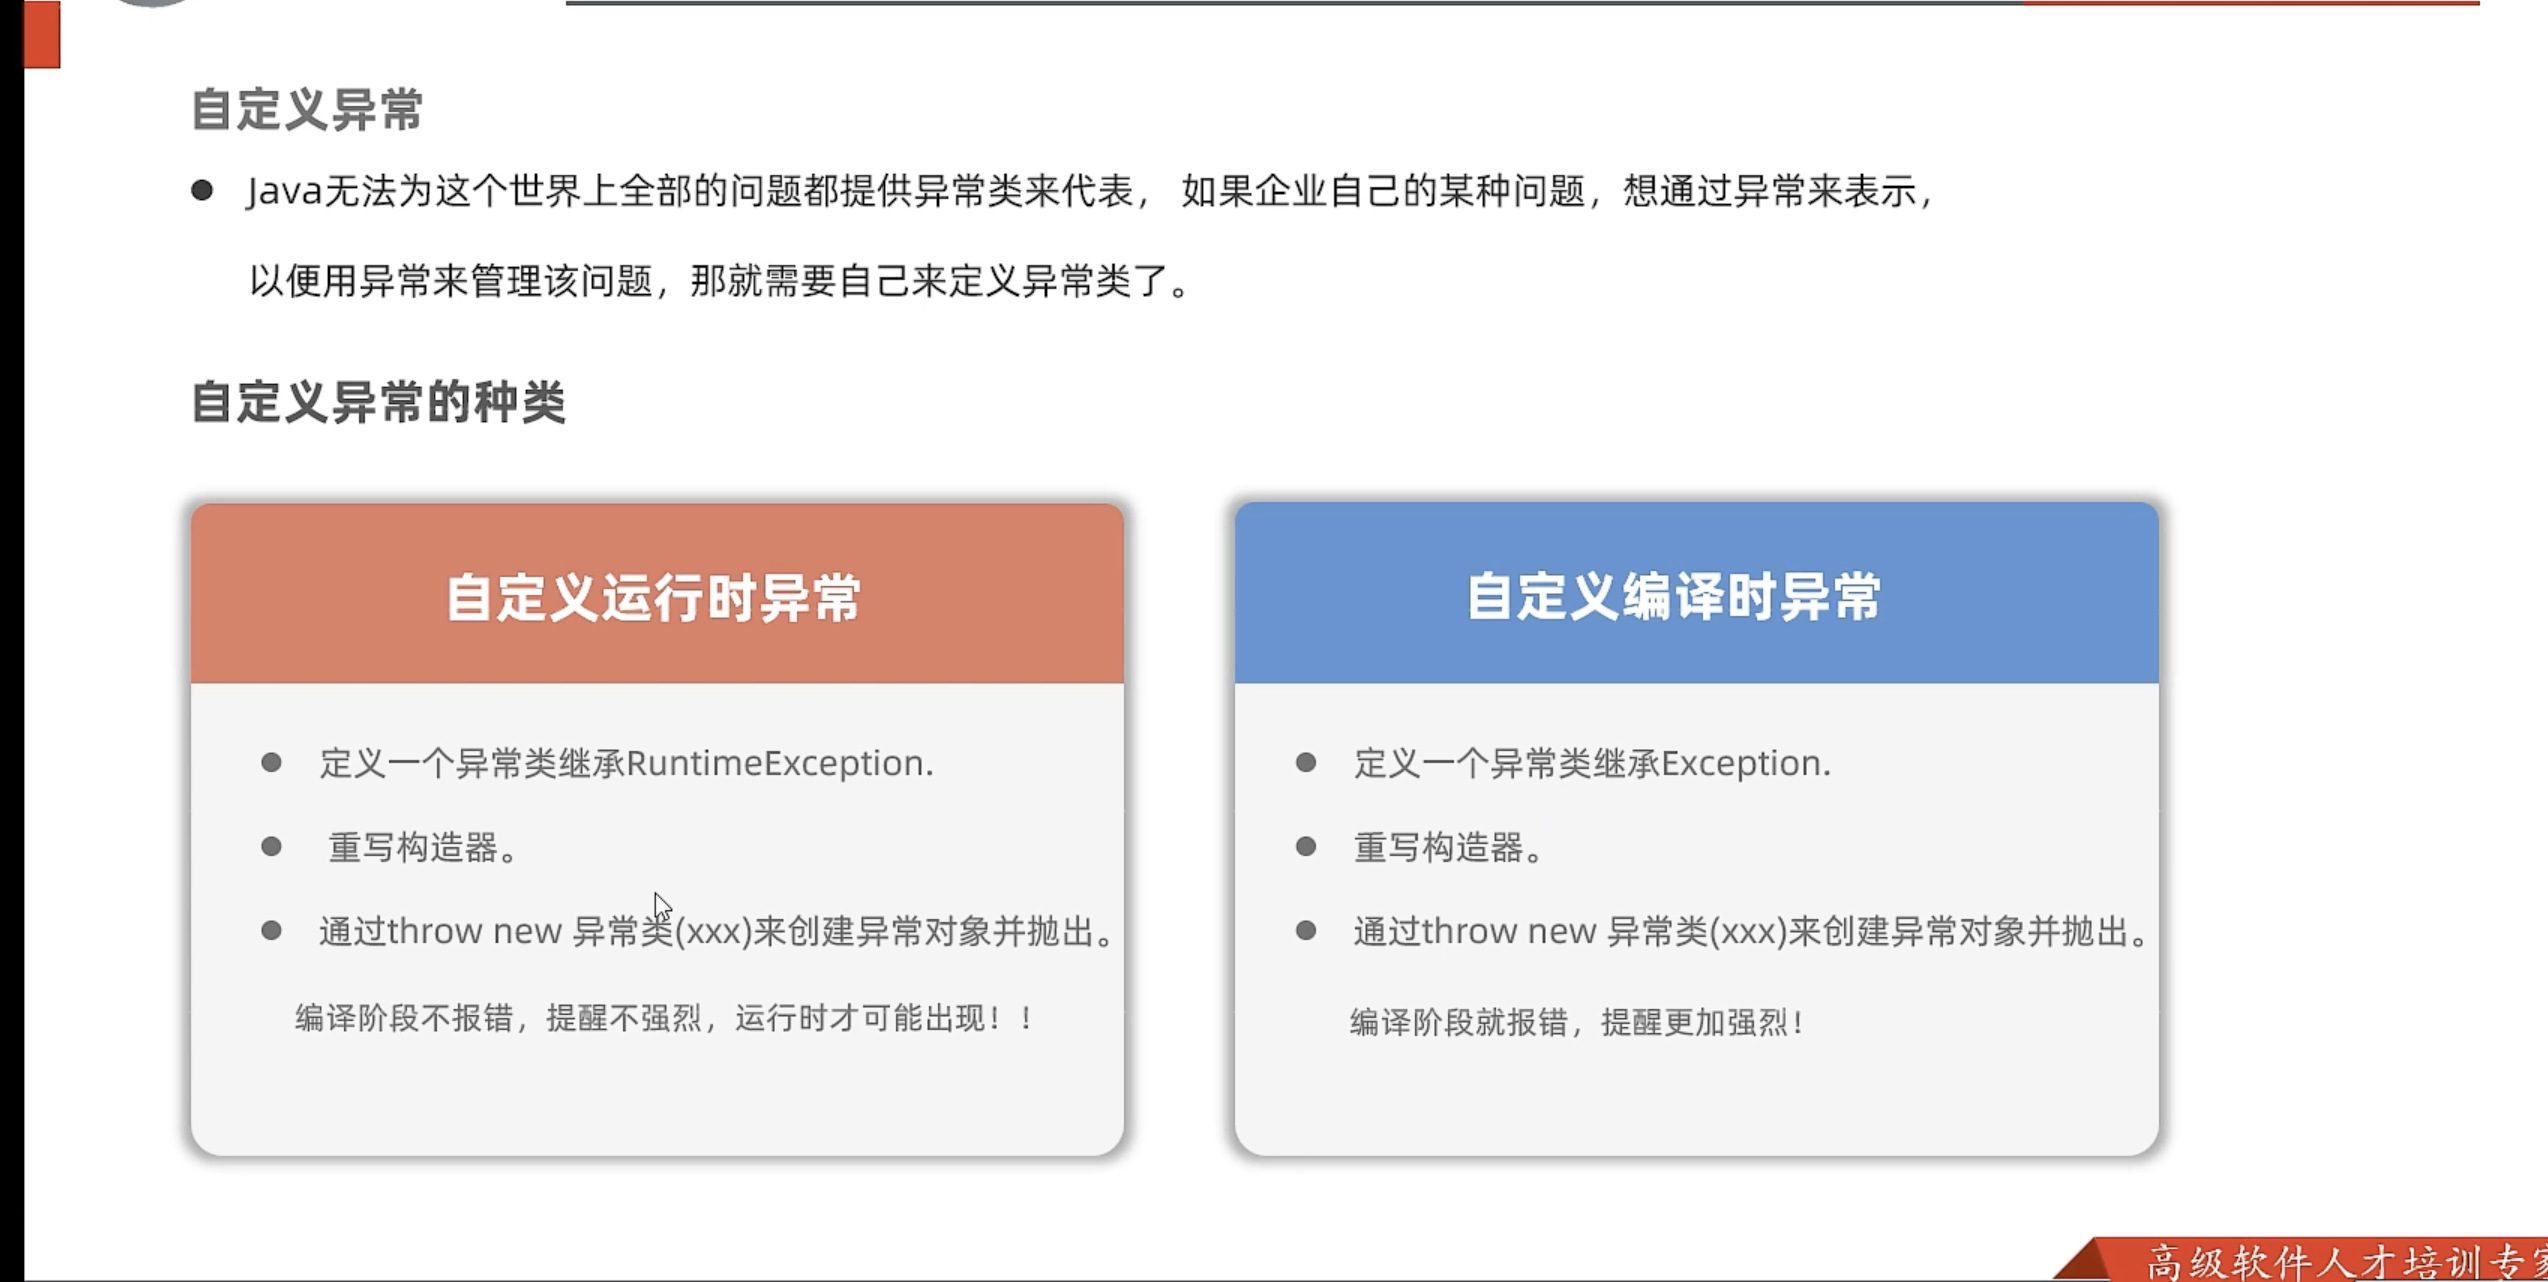 自定义异常
Java无法为这个世界上全部的问题都提供异常类来代表， 如果企业自己的某种问题，想通过异常来表示，
以便用异常来管理该问题，那就需要自己来定义异常类了。
自定义异常的种类
自定义运行时异常
定义一个异常类继承RuntimeException.
重写构造器。
通过throw new 异常类(xxx)来创建异常对象并抛出。
编译阶段不报错，提醒不强烈，运行时才可能出现！！
自定义编译时异常
定义一个异常类继承Exception.
重写构造器。
通过throw new 异常类(xxx)来创建异常对象并抛出。
编译阶段就报错，提醒更加强烈！
高级软件人才培训专家